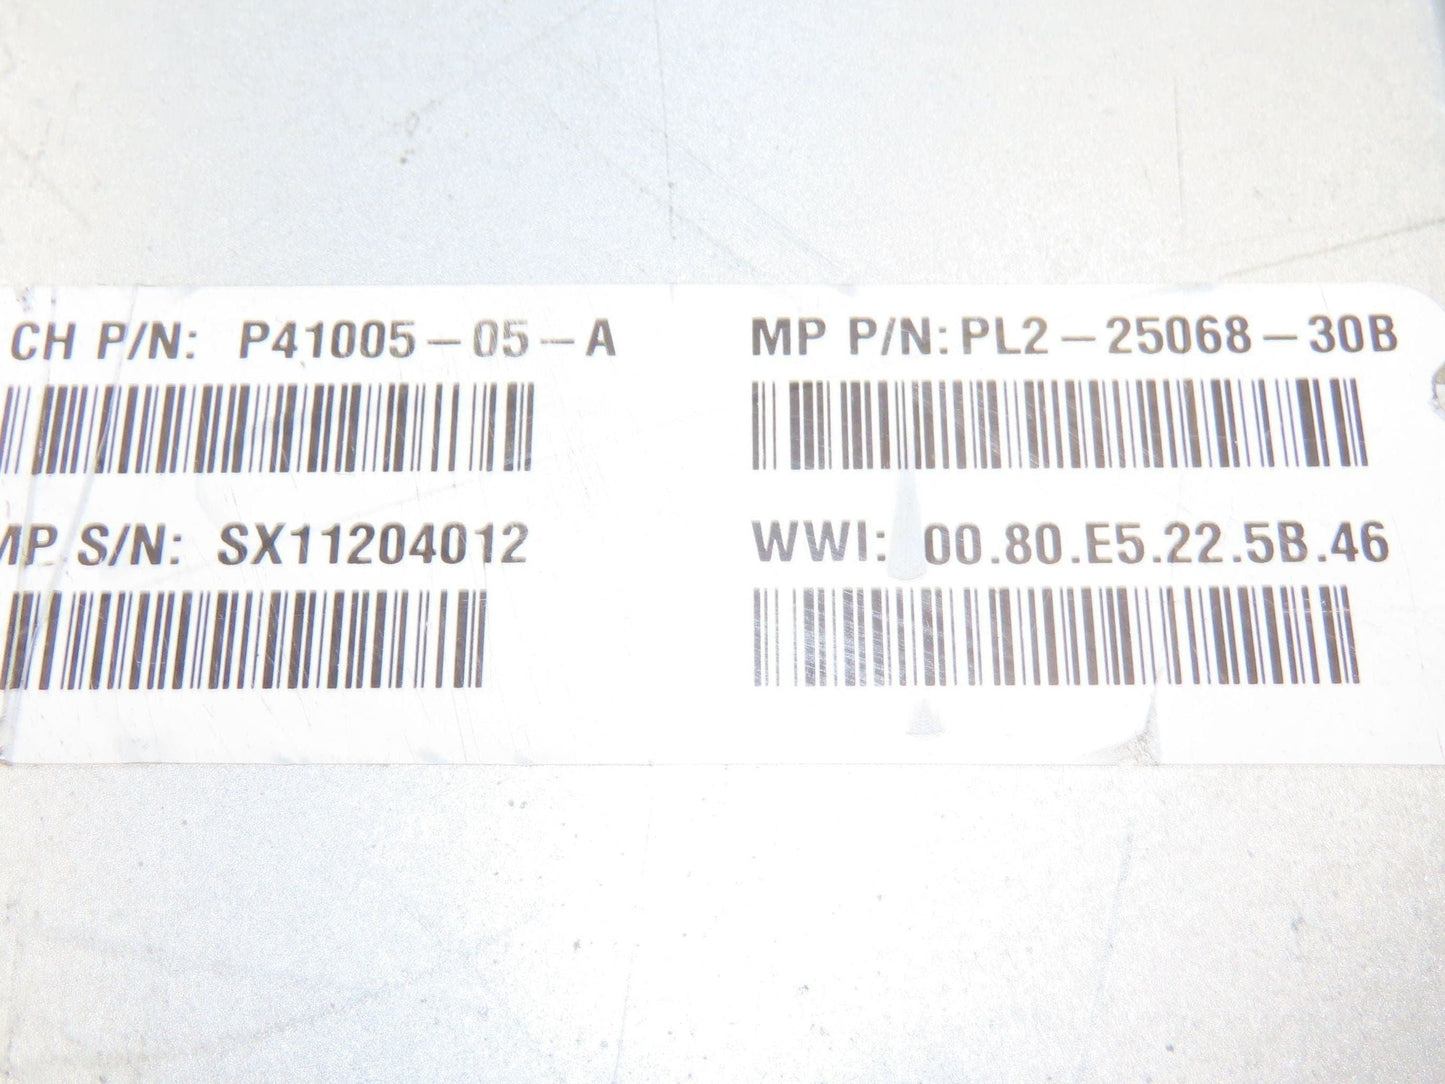 CH P/N: P41005-05-A
MP P/N: PL2-25068-30B
MP S/N: SX11204012
WWI: 00.80.E5.22.5B.46